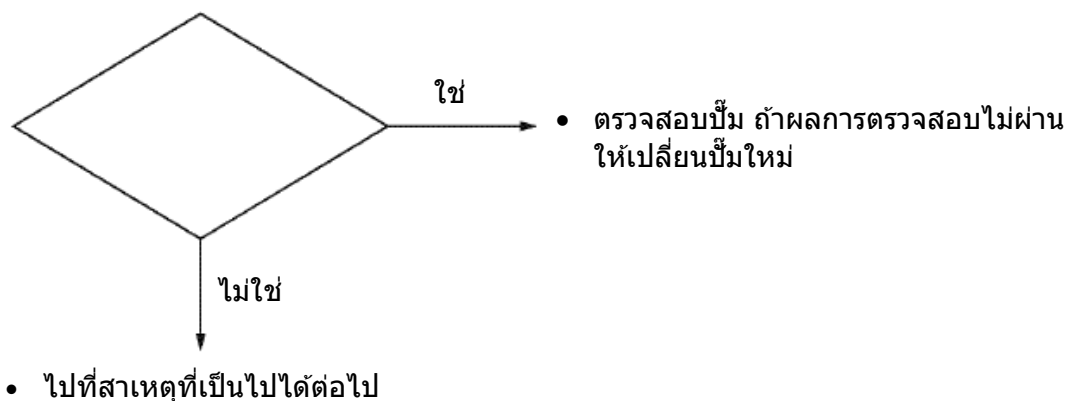 ใช่
• ตรวจสอบปั๊ม ถ้าผลการตรวจสอบไม่ผ่าน
ให้เปลี่ยนปั๊มใหม่
ไม่ใช่
• ไปที่สาเหตุที่เป็นไปได้ต่อไป